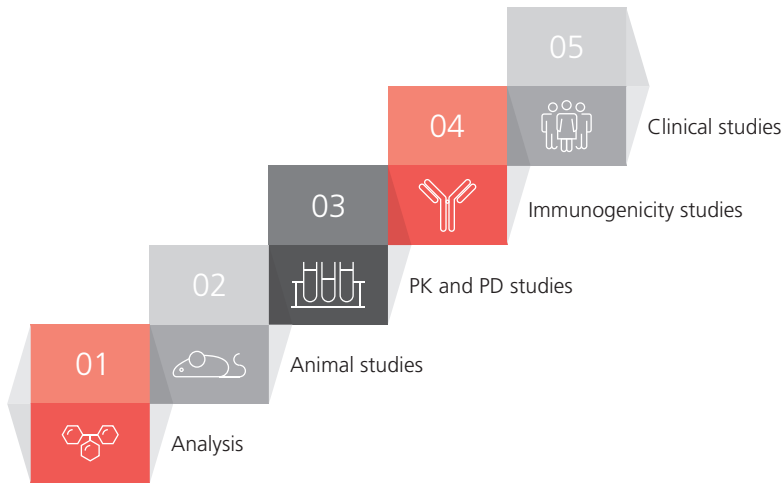 05
Clinical studies
04
Immunogenicity studies
03
PK and PD studies
02
Animal studies
01
Analysis